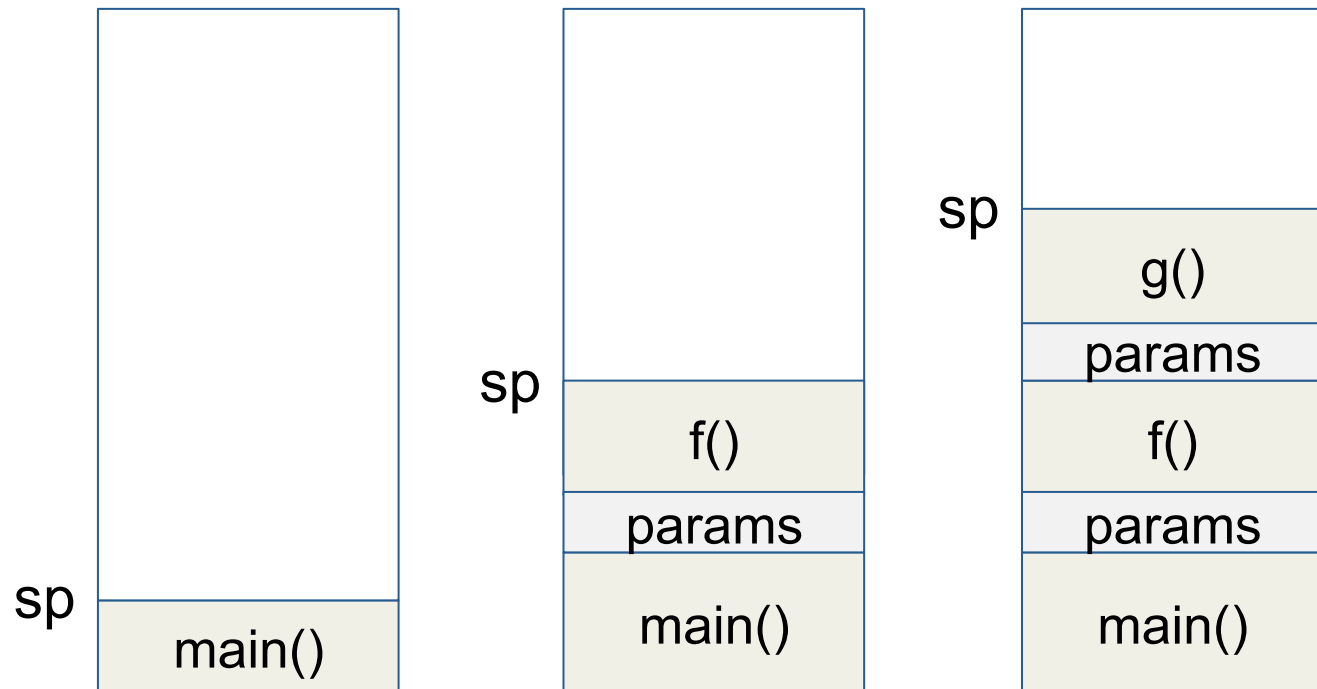 sp
main()
sp
f()
params
main()
sp
g()
params
f()
params
main()